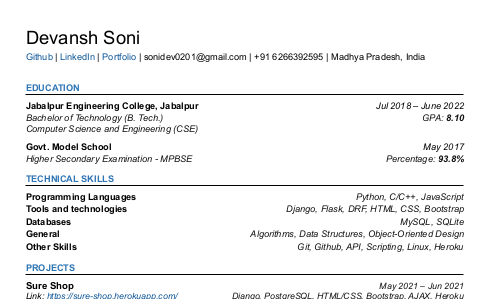 Devansh Soni
Github | LinkedIn | Portfolio | sonidev0201@gmail.com | +91 6266392595 | Madhya Pradesh, India
EDUCATION
Jabalpur Engineering College, Jabalpur Jul 2018 – June 2022
Bachelor of Technology (B. Tech.) GPA: 8.10
Computer Science and Engineering (CSE)
Govt. Model School May 2017
Higher Secondary Examination - MPBSE Percentage: 93.8%
TECHNICAL SKILLS
Programming Languages Python, C/C++, JavaScript
Tools and technologies Django, Flask, DRF, HTML, CSS, Bootstrap
Databases MySQL, SQLite
General Algorithms, Data Structures, Object-Oriented Design
Other Skills Git, Github, API, Scripting, Linux, Heroku
PROJECTS
Sure Shop May 2021 – Jun 2021
Link: https://sure-shop.herokuapp.com/ Django, PostgreSQL, HTML/CSS, Bootstrap, AJAX, Heroku